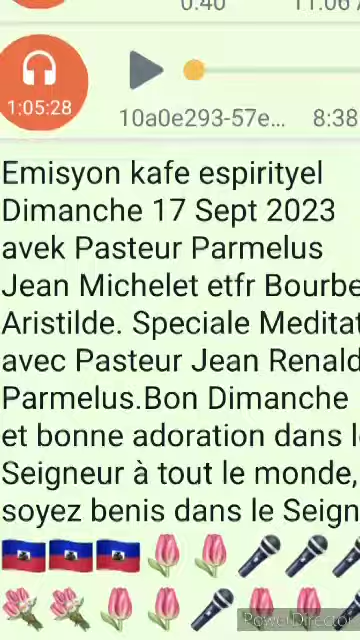 0:40 11:06
1:05:28
10a0e293-57e... 8:38
Emisyon kafe espirityel
Dimanche 17 Sept 2023
avek Pasteur Parmelus
Jean Michelet etfr Bourbe
Aristilde. Speciale Meditat
avec Pasteur Jean Renald
Parmelus.Bon Dimanche
et bonne adoration dans l
Seigneur à tout le monde,
soyez benis dans le Seign
🇭🇹🇭🇹🇭🇹🌷🌷🎤🎤🎤
💐💐🌷🌷🎤🌷🌷🎤
PowerDirector